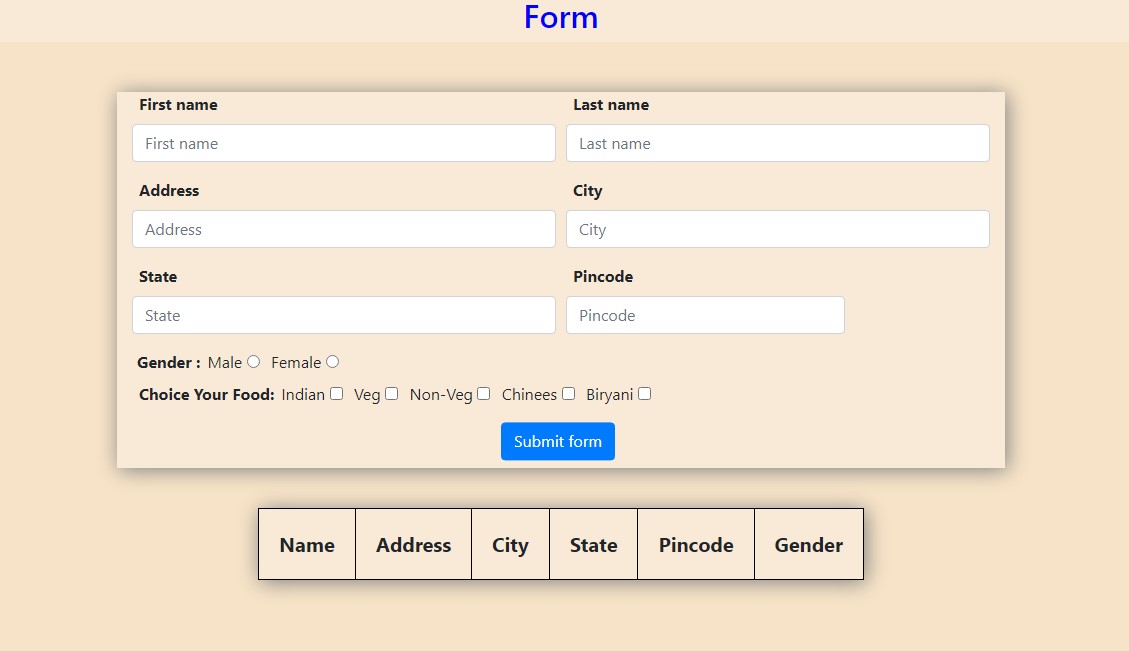 Form
First name Last name
First name Last name
Address City
Address City
State Pincode
State Pincode
Gender : Male Female
Choice Your Food: Indian Veg Non-Veg Chinees Biryani
Submit form
Name Address City State Pincode Gender